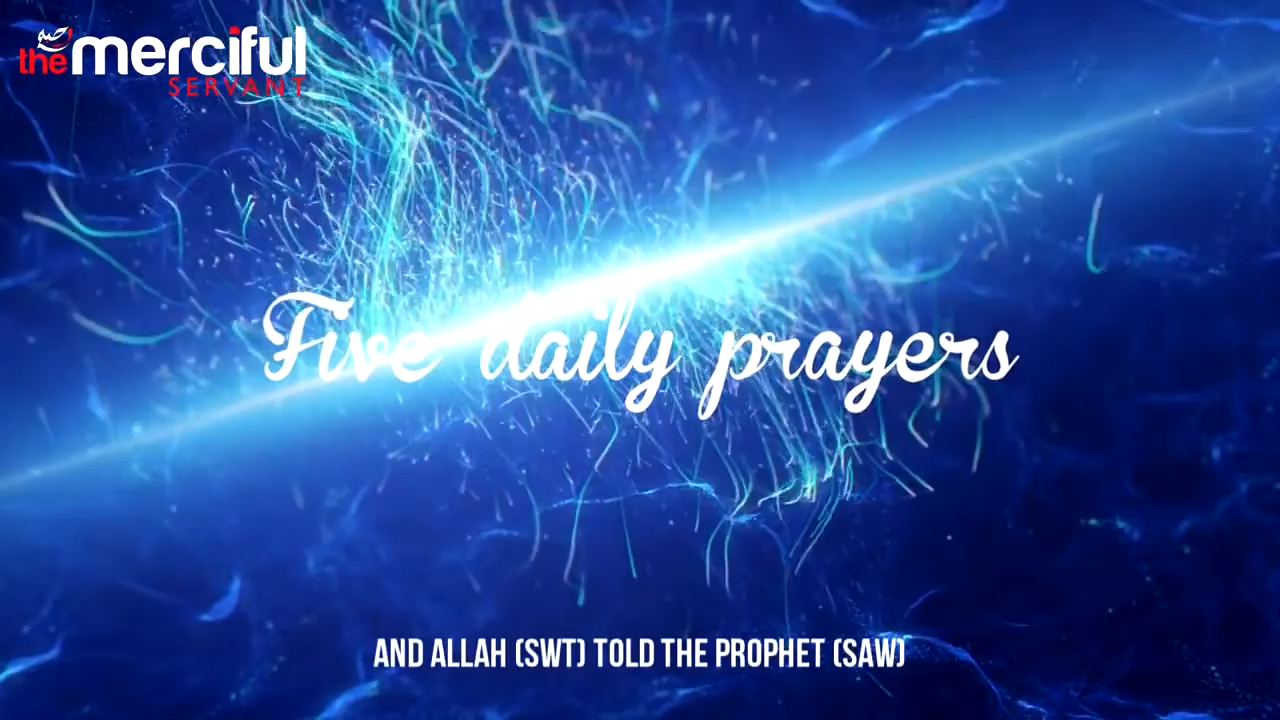 the merciful
SERVANT
Five daily prayers
AND ALLAH (SWT) TOLD THE PROPHET (SAW)